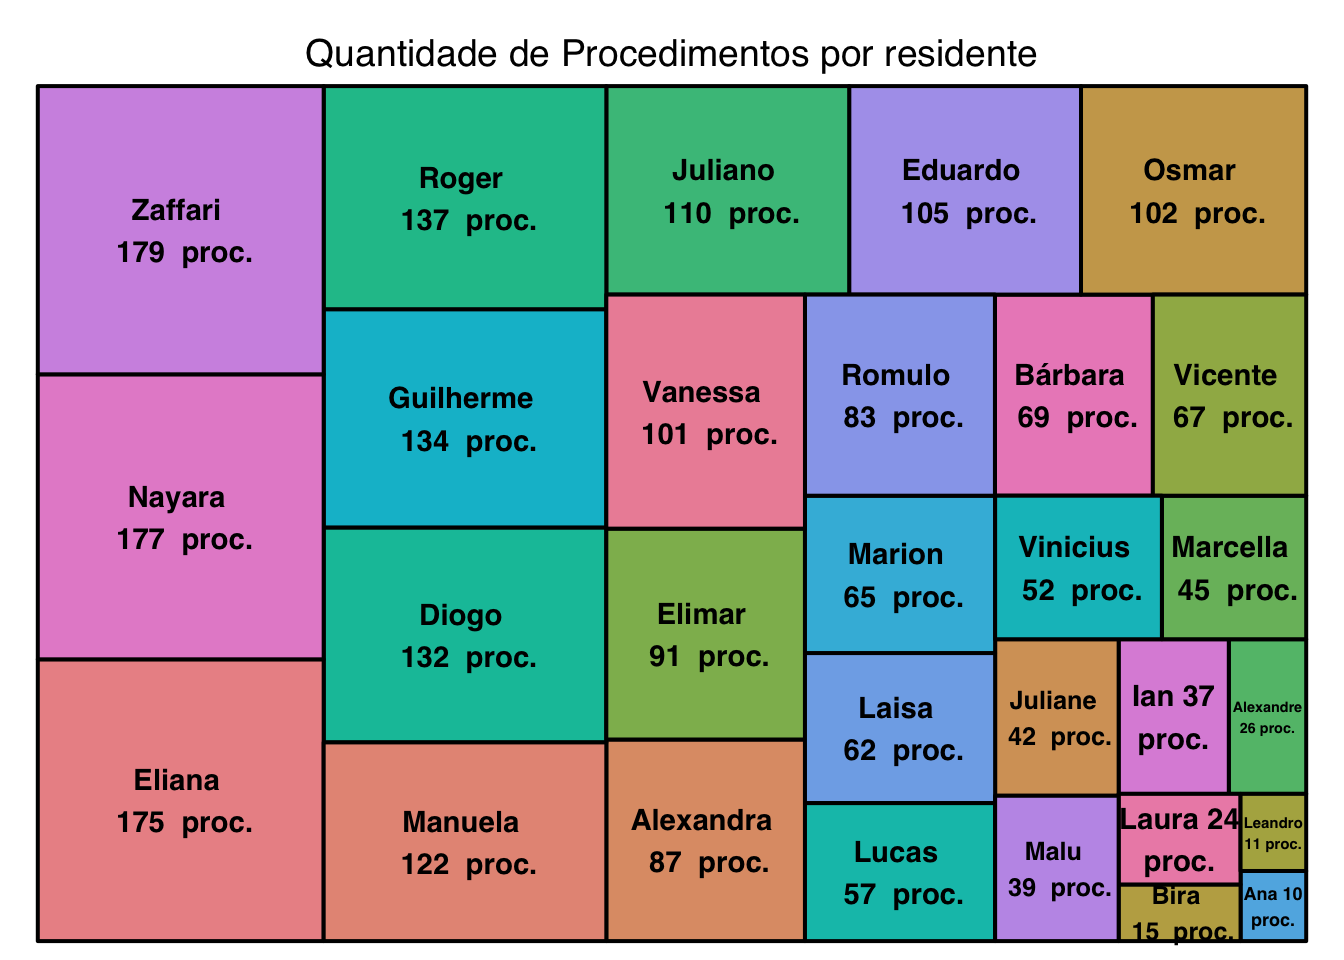 Quantidade de Procedimentos por residente
Zaffari
179 proc.
Nayara
177 proc.
Eliana
175 proc.
Roger
137 proc.
Guilherme
134 proc.
Diogo
132 proc.
Manuela
122 proc.
Juliano
110 proc.
Eduardo
105 proc.
Osmar
102 proc.
Vanessa
101 proc.
Elimar
91 proc.
Alexandra
87 proc.
Romulo
83 proc.
Bárbara
69 proc.
Vicente
67 proc.
Marion
65 proc.
Laisa
62 proc.
Lucas
57 proc.
Vinicius
52 proc.
Marcella
45 proc.
Juliane
42 proc.
Malu
39 proc.
Ian 37
proc.
Alexandre
26 proc.
Laura 24
proc.
Bira
15 proc.
Leandro
11 proc.
Ana 10
proc.